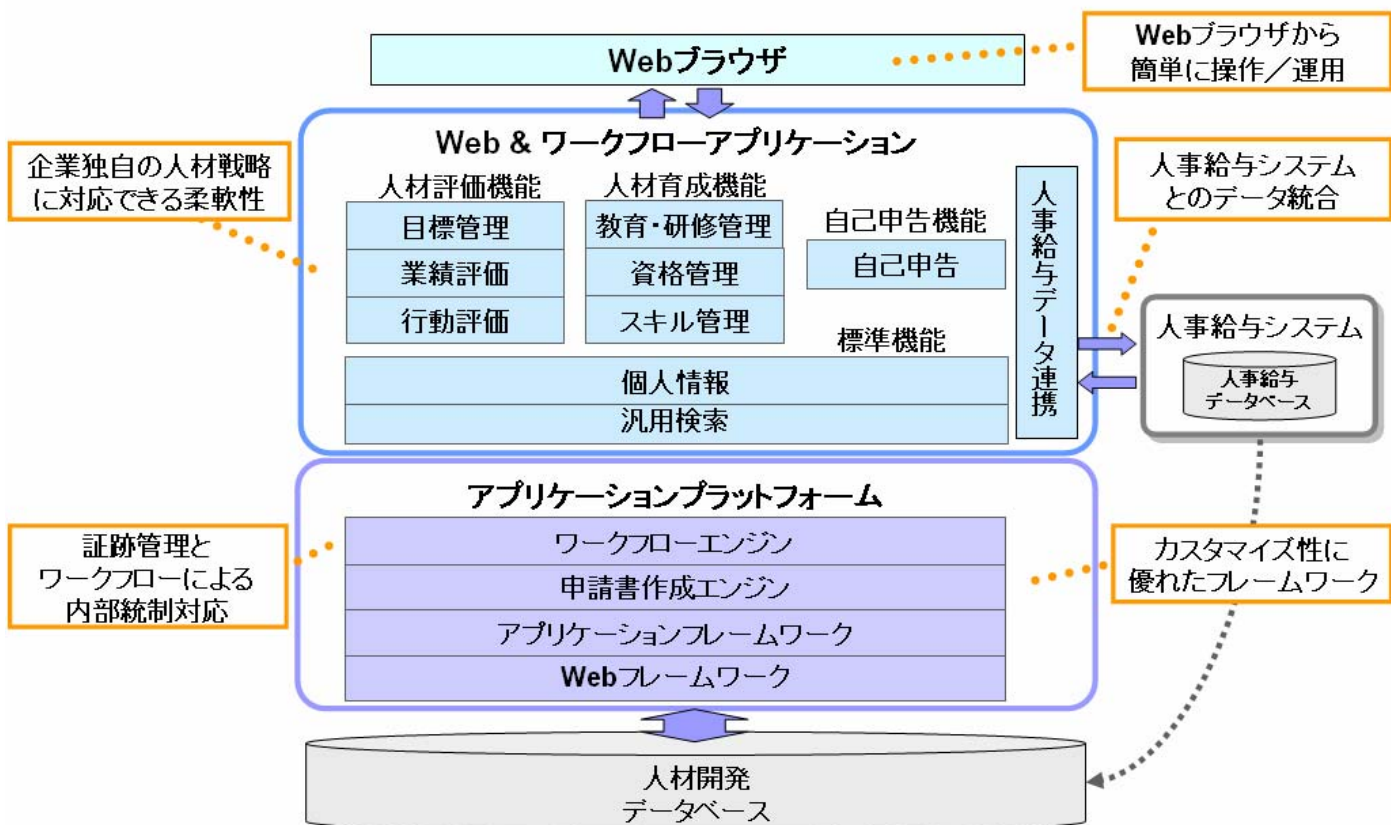 Webブラウザ
Webブラウザから
簡単に操作／運用
Web & ワークフローアプリケーション
企業独自の人材戦略
に対応できる柔軟性
人材評価機能
目標管理
業績評価
行動評価
人材育成機能
教育・研修管理
資格管理
スキル管理
自己申告機能
自己申告
標準機能
個人情報
汎用検索
人事給与データ連携
人事給与システム
とのデータ統合
人事給与システム
人事給与
データベース
アプリケーションプラットフォーム
ワークフローエンジン
申請書作成エンジン
アプリケーションフレームワーク
Webフレームワーク
証跡管理と
ワークフローによる
内部統制対応
カスタマイズ性に
優れたフレームワーク
人材開発
データベース